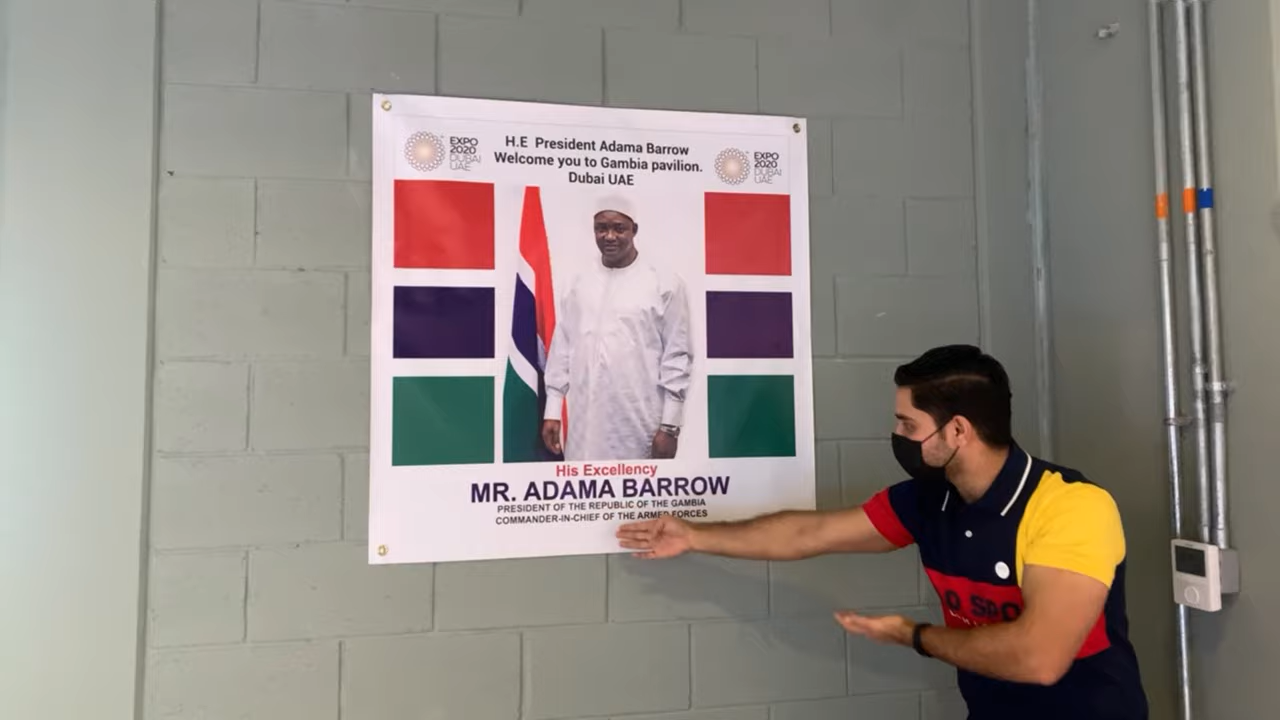 H.E President Adama Barrow
Welcome you to Gambia pavilion.
Dubai UAE
EXPO
2020
DUBAI
UAE
EXPO
2020
DUBAI
UAE
His Excellency
MR. ADAMA BARROW
PRESIDENT OF THE REPUBLIC OF THE GAMBIA
COMMANDER-IN-CHIEF OF THE ARMED FORCES